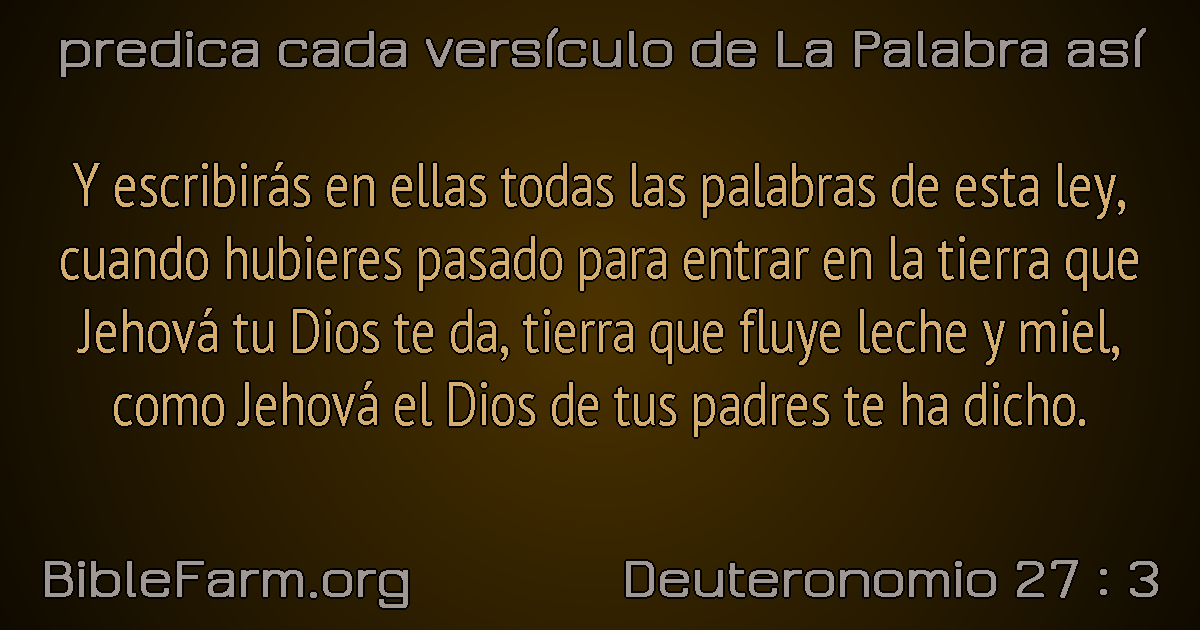 predica cada versículo de La Palabra así
Y escribirás en ellas todas las palabras de esta ley,
cuando hubieres pasado para entrar en la tierra que
Jehová tu Dios te da, tierra que fluye leche y miel,
como Jehová el Dios de tus padres te ha dicho.
BibleFarm.org
Deuteronomio 27 : 3